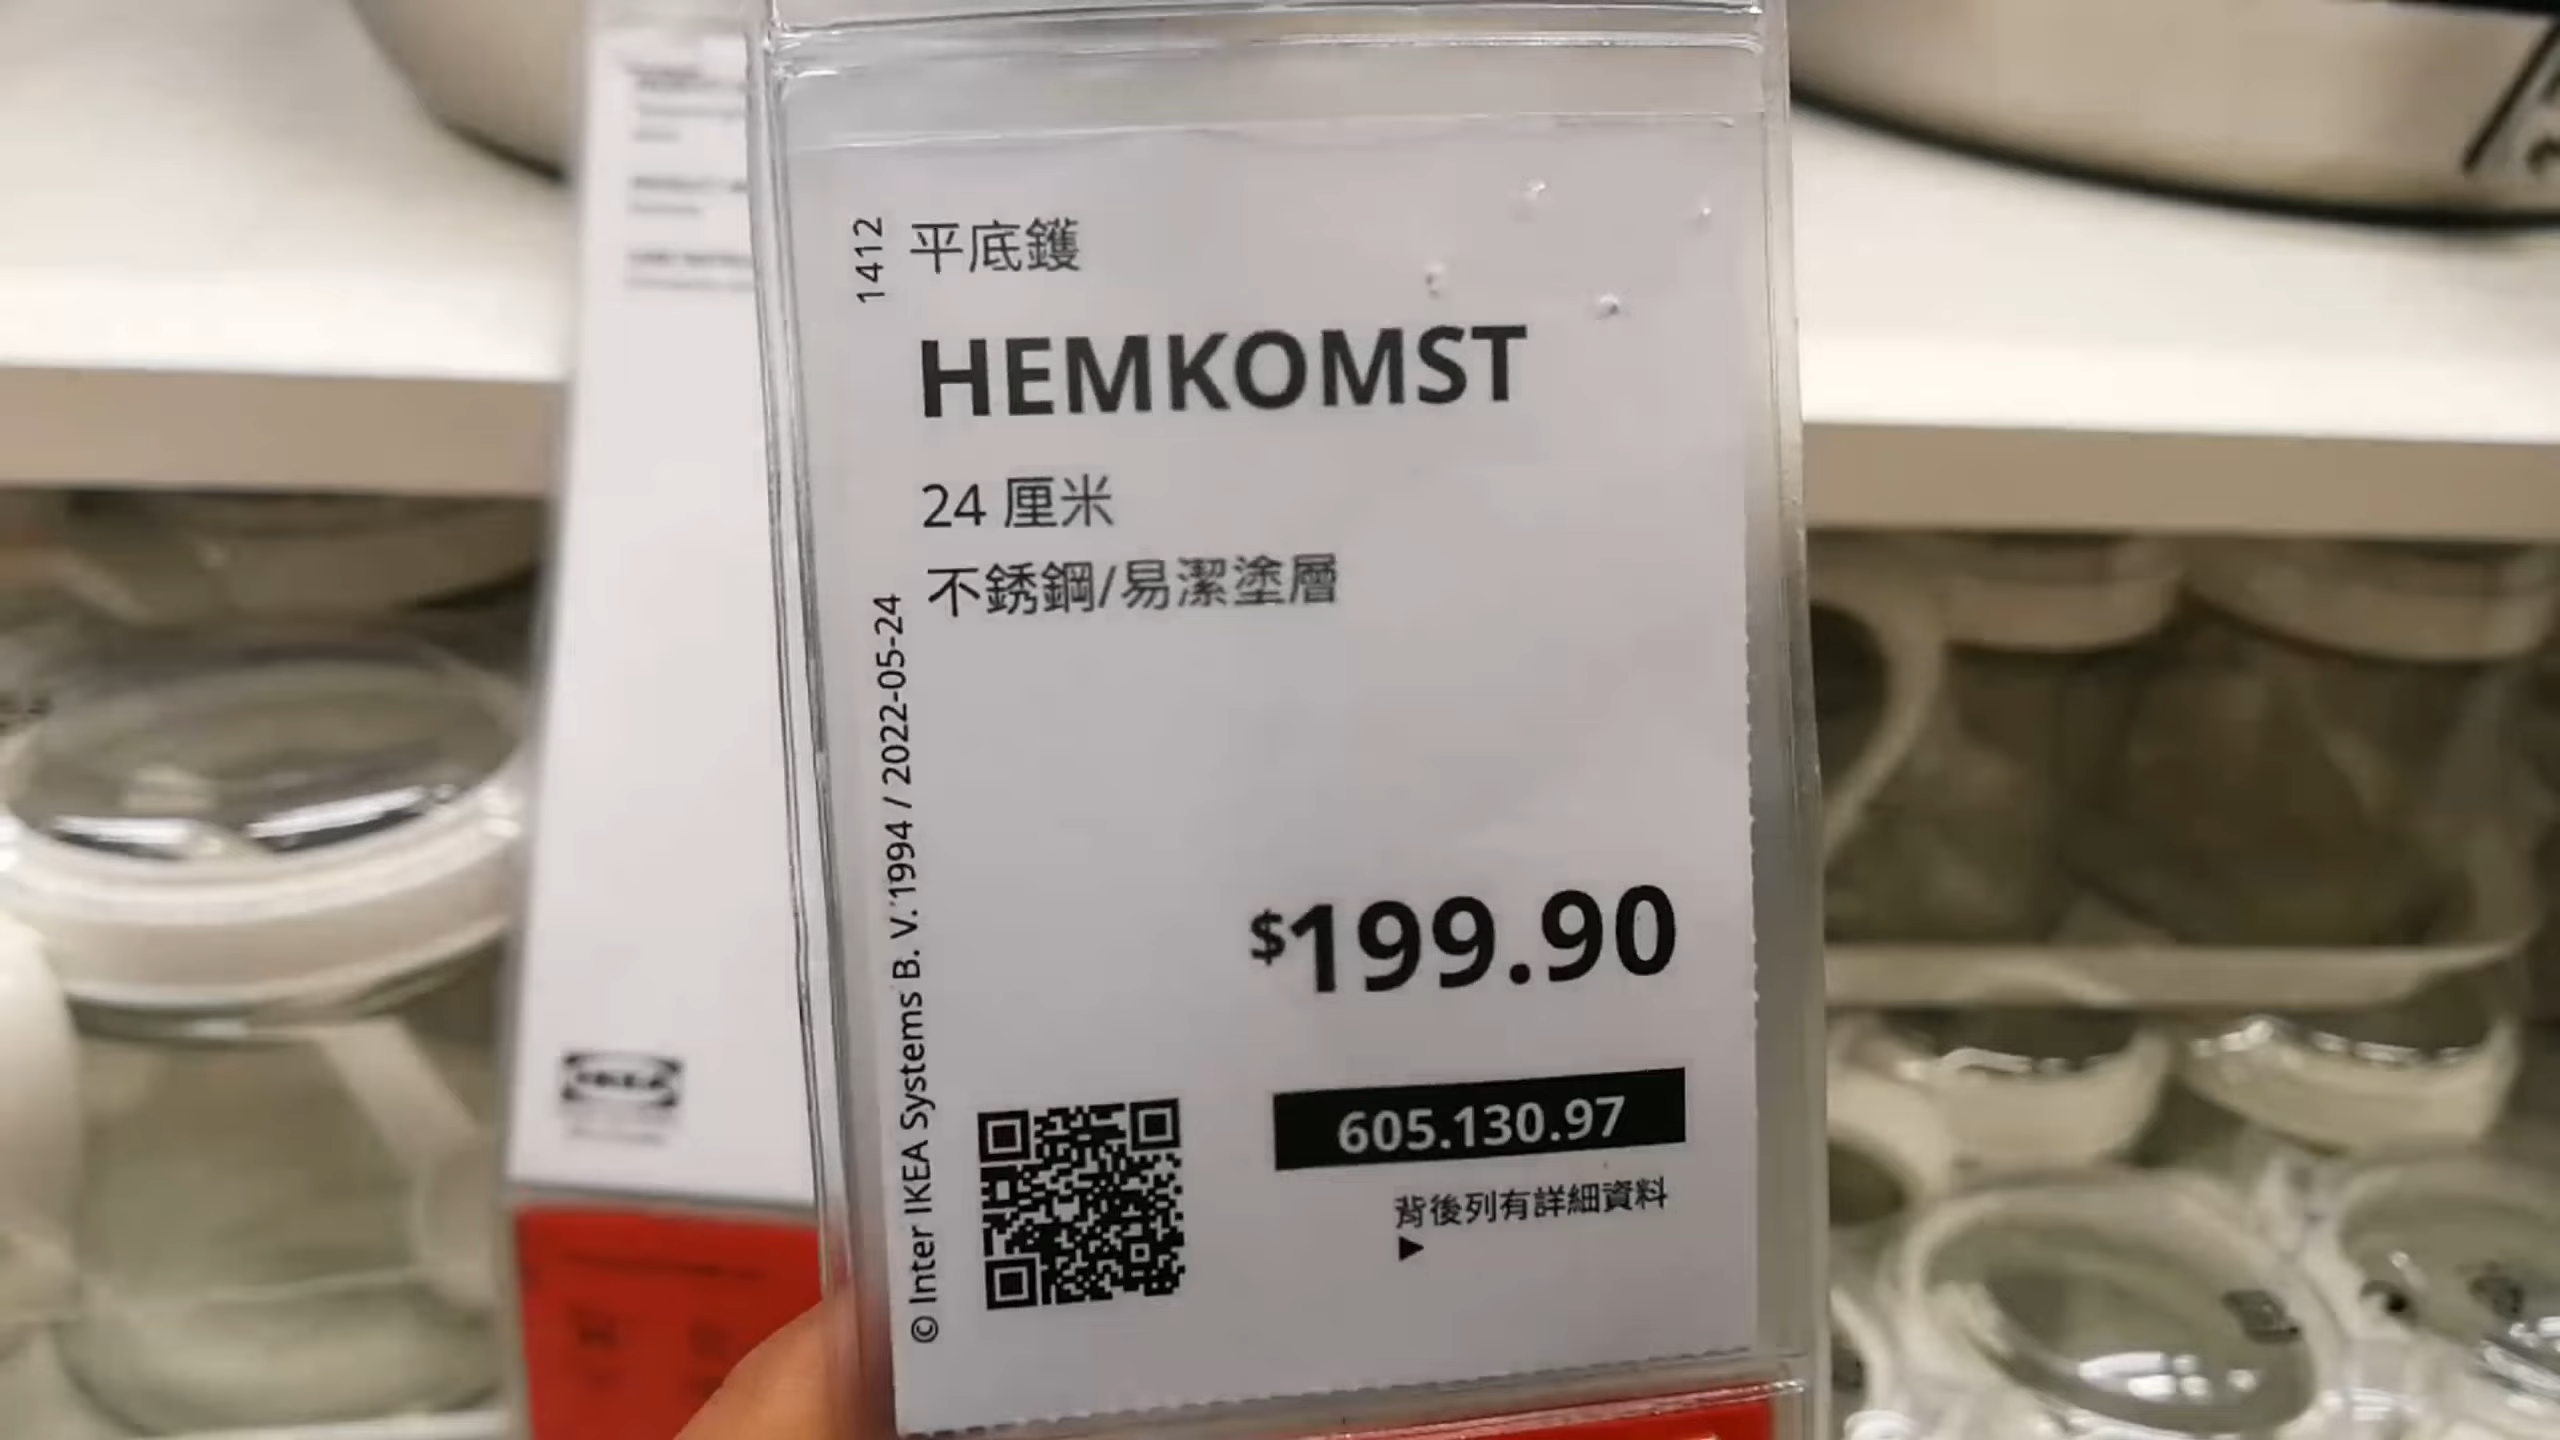 1412
平底鑊
HEMKOMST
24 厘米
不銹鋼/易潔塗層
$199.90
605.130.97
背後列有詳細資料
▶
© Inter IKEA Systems B. V. 1994 / 2022-05-24
IKEA